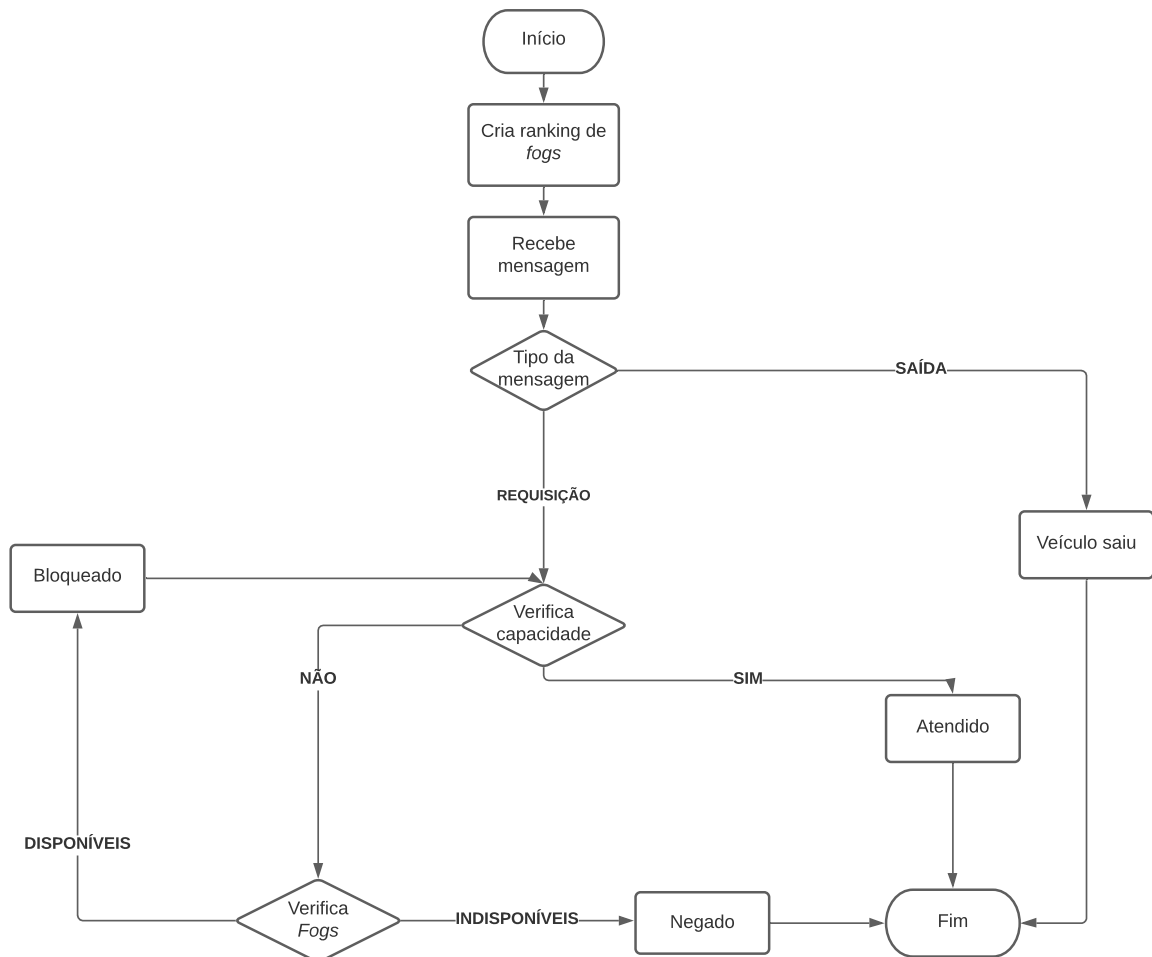 Início
Cria ranking de
fogs
Recebe
mensagem
Tipo da
mensagem
SAÍDA
REQUISIÇÃO
Veículo saiu
Bloqueado
Verifica
capacidade
NÃO
SIM
Atendido
DISPONÍVEIS
Verifica
Fogs
INDISPONÍVEIS
Negado
Fim